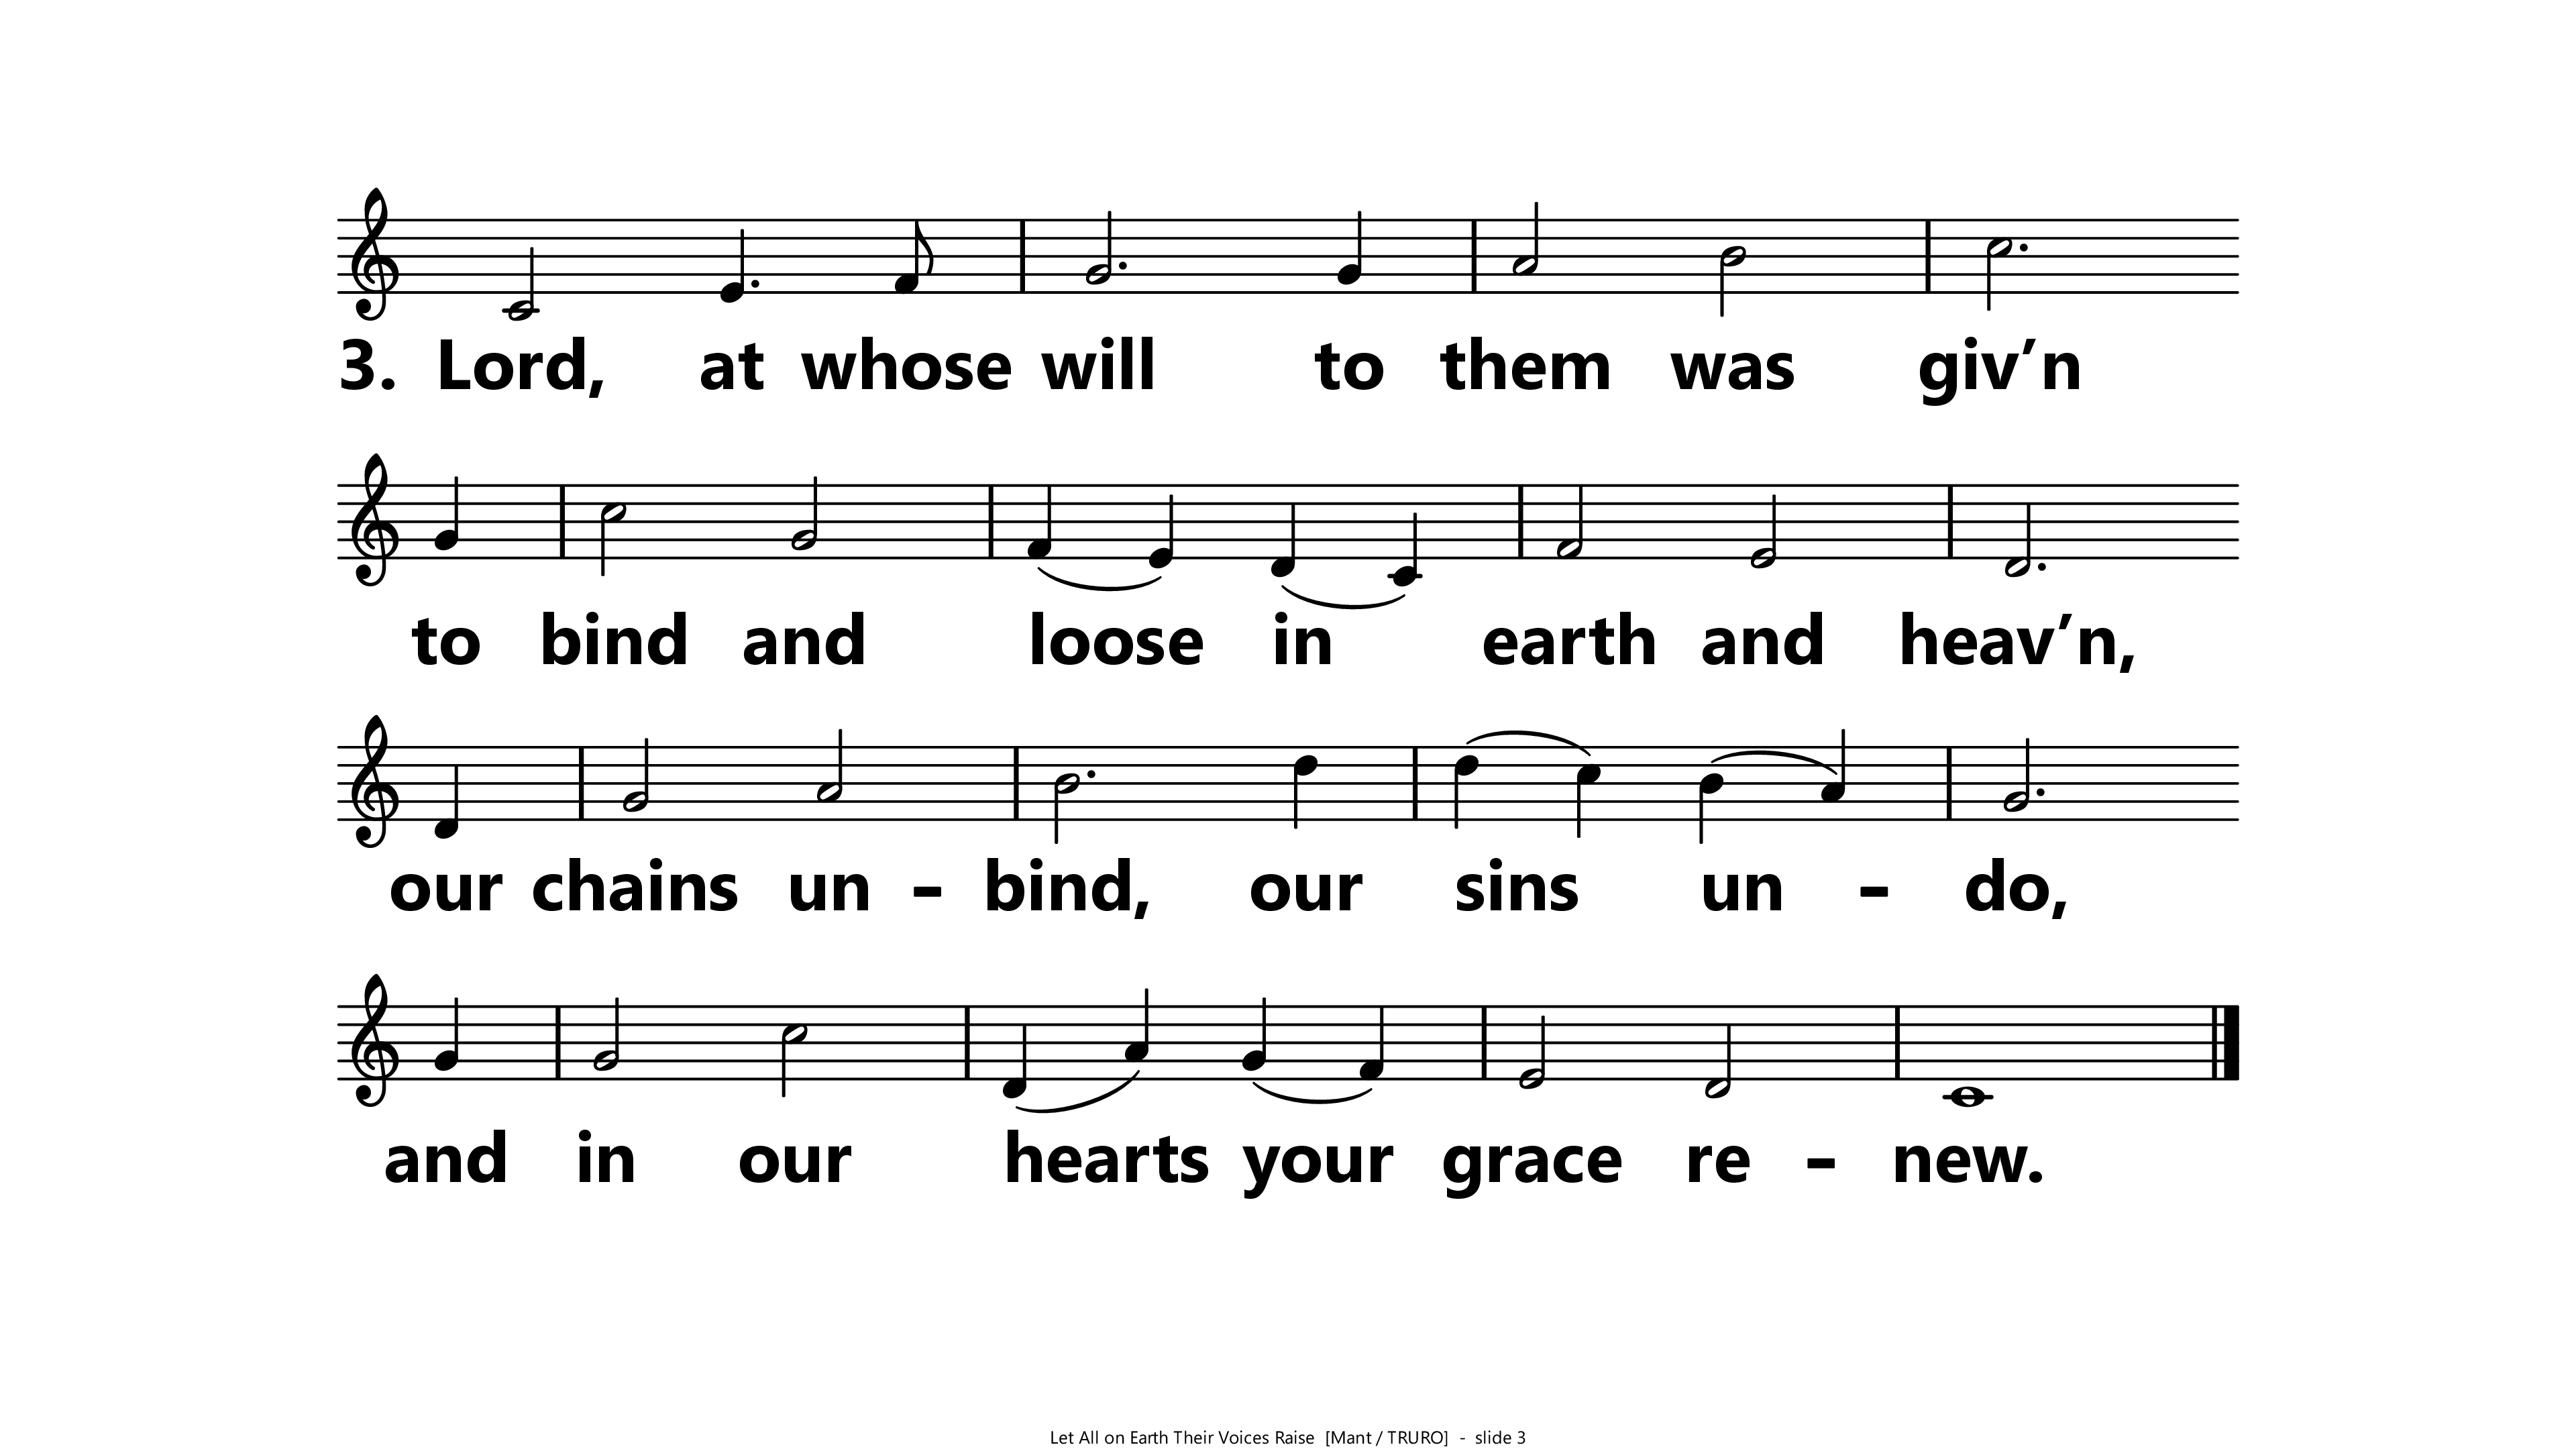 3. Lord, at whose will to them was giv’n
to bind and loose in earth and heav’n,
our chains un - bind, our sins un - do,
and in our hearts your grace re - new.
Let All on Earth Their Voices Raise [Mant / TRURO] - slide 3